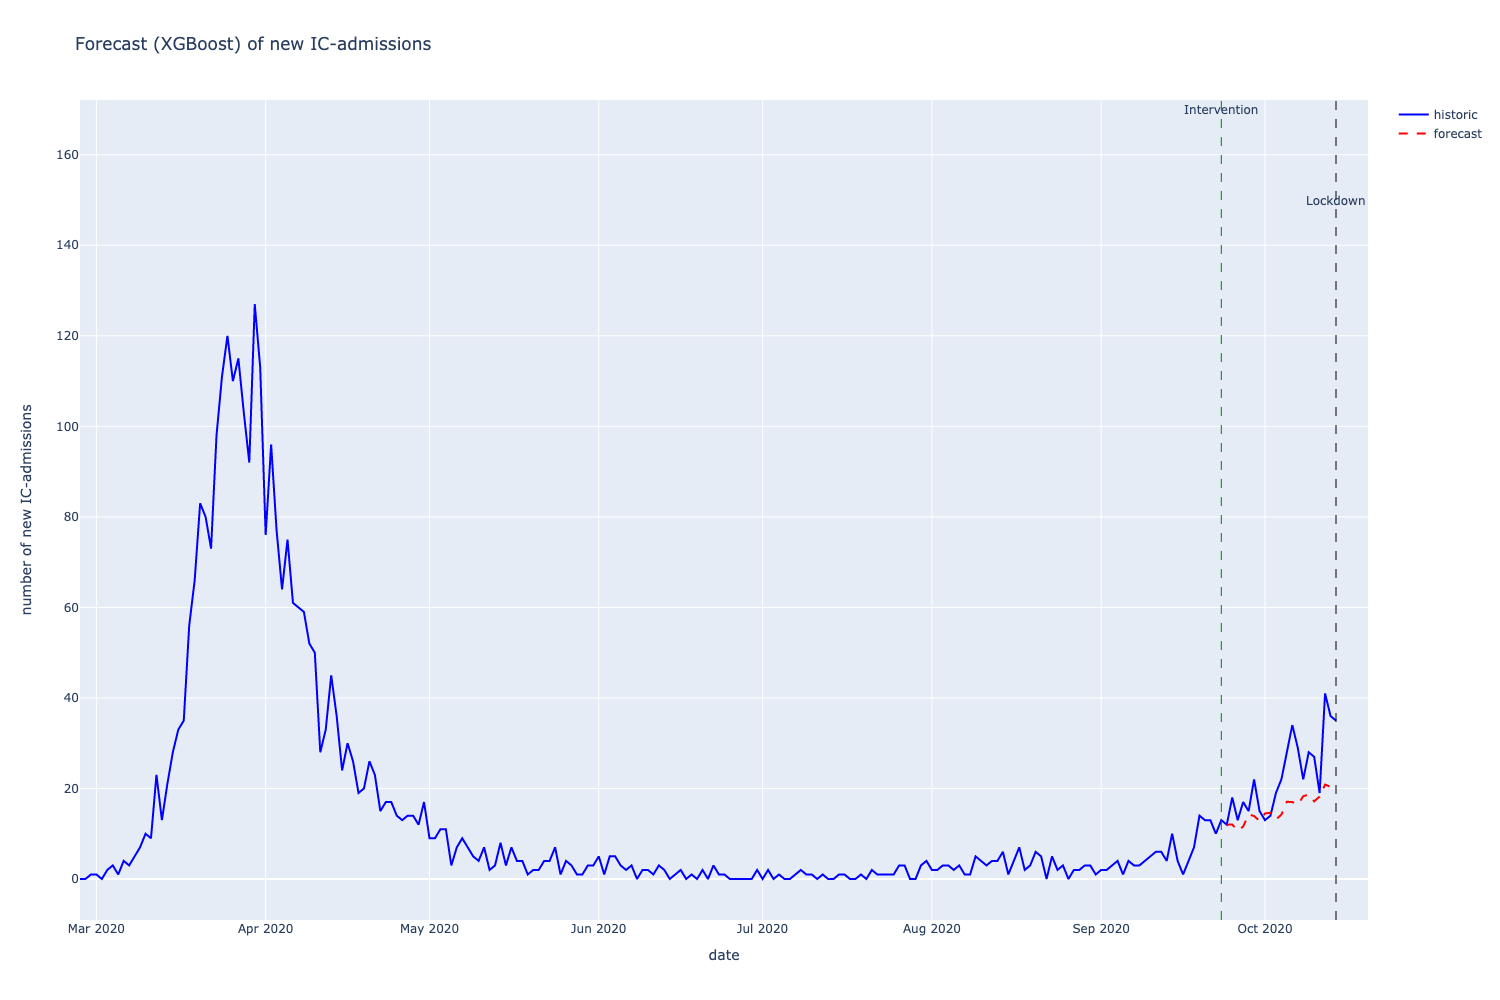 Forecast (XGBoost) of new IC-admissions
historic
forecast
Intervention
Lockdown
160
140
120
100
80
60
40
20
0
number of new IC-admissions
Mar 2020
Apr 2020
May 2020
Jun 2020
Jul 2020
Aug 2020
Sep 2020
Oct 2020
date